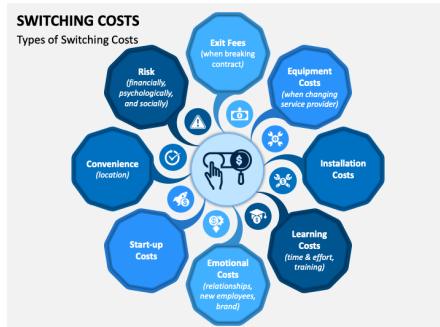 SWITCHING COSTS
Types of Switching Costs
Exit Fees
(when breaking
contract)
Equipment
Costs
(when changing
service provider)
Installation
Costs
Learning
Costs
(time & effort,
training)
Emotional
Costs
(relationships,
new employees,
brand)
Start-up
Costs
Convenience
(location)
Risk
(financially,
psychologically,
and socially)